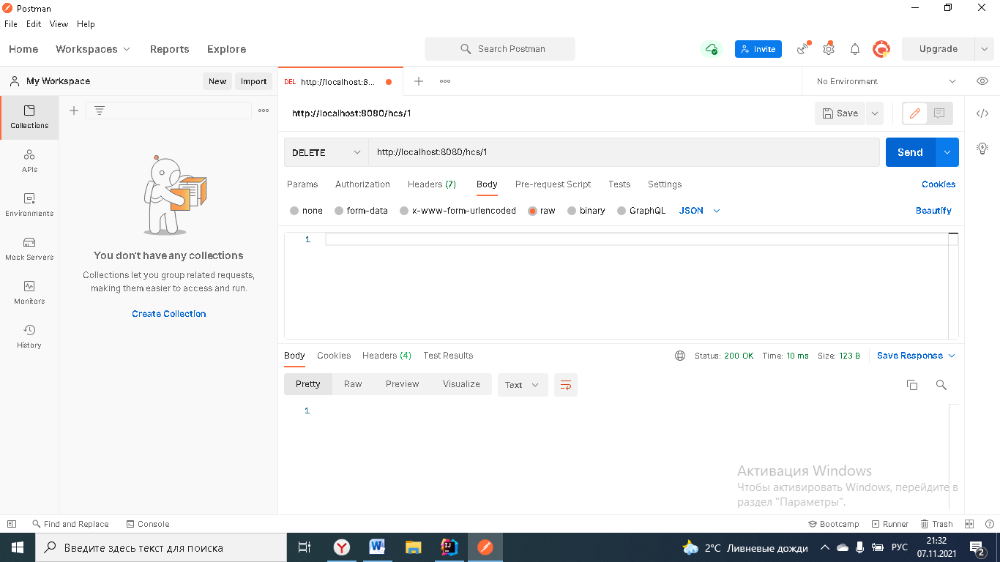 Postman
File Edit View Help
Home Workspaces Reports Explore Search Postman Invite Upgrade
My Workspace New Import DEL http://localhost:8... No Environment
http://localhost:8080/hcs/1 Save
Collections
APIs
Environments
Mock Servers
Monitors
History
You don't have any collections
Collections let you group related requests,
making them easier to access and run.
Create Collection
DELETE http://localhost:8080/hcs/1 Send
Params Authorization Headers (7) Body Pre-request Script Tests Settings Cookies
none form-data x-www-form-urlencoded raw binary GraphQL JSON Beautify
1
Body Cookies Headers (4) Test Results Status: 200 OK Time: 10 ms Size: 123 B Save Response
Pretty Raw Preview Visualize Text
1
Активация Windows
Чтобы активировать Windows, перейдите в
раздел "Параметры".
Find and Replace Console Bootcamp Runner Trash
Введите здесь текст для поиска 2°C Ливневые дожди РУС 21:32
07.11.2021 2